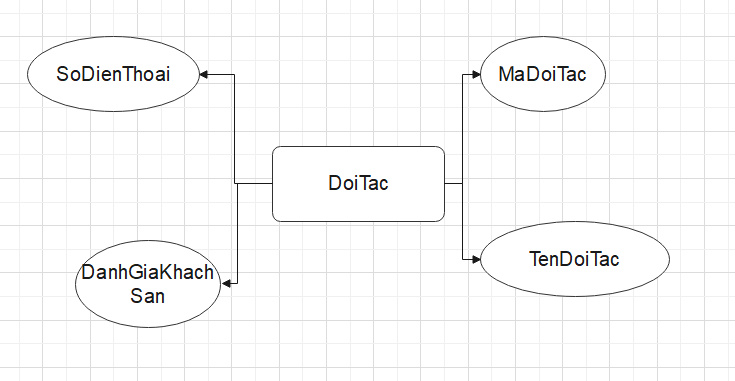 SoDienThoai
MaDoiTac
DoiTac
DanhGiaKhach
San
TenDoiTac